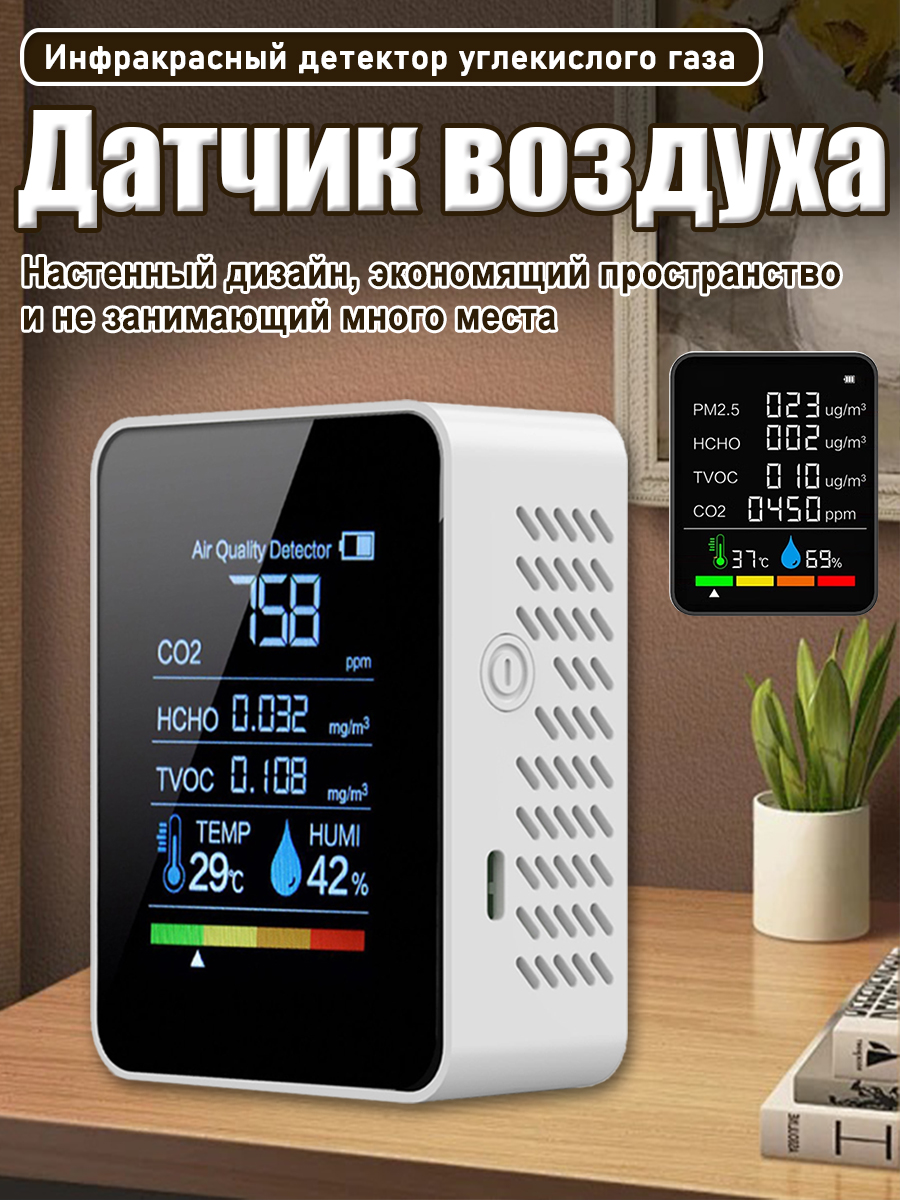 Инфракрасный детектор углекислого газа
Датчик воздуха
Настенный дизайн, экономящий пространство
и не занимающий много места
PM2.5 023 ug/m³
HCHO 002 ug/m³
TVOC 010 ug/m³
CO2 0450 ppm
37℃ 69%
Air Quality Detector
758
CO2 ppm
HCHO 0.032 mg/m³
TVOC 0.108 mg/m³
TEMP HUMI
29℃ 42%